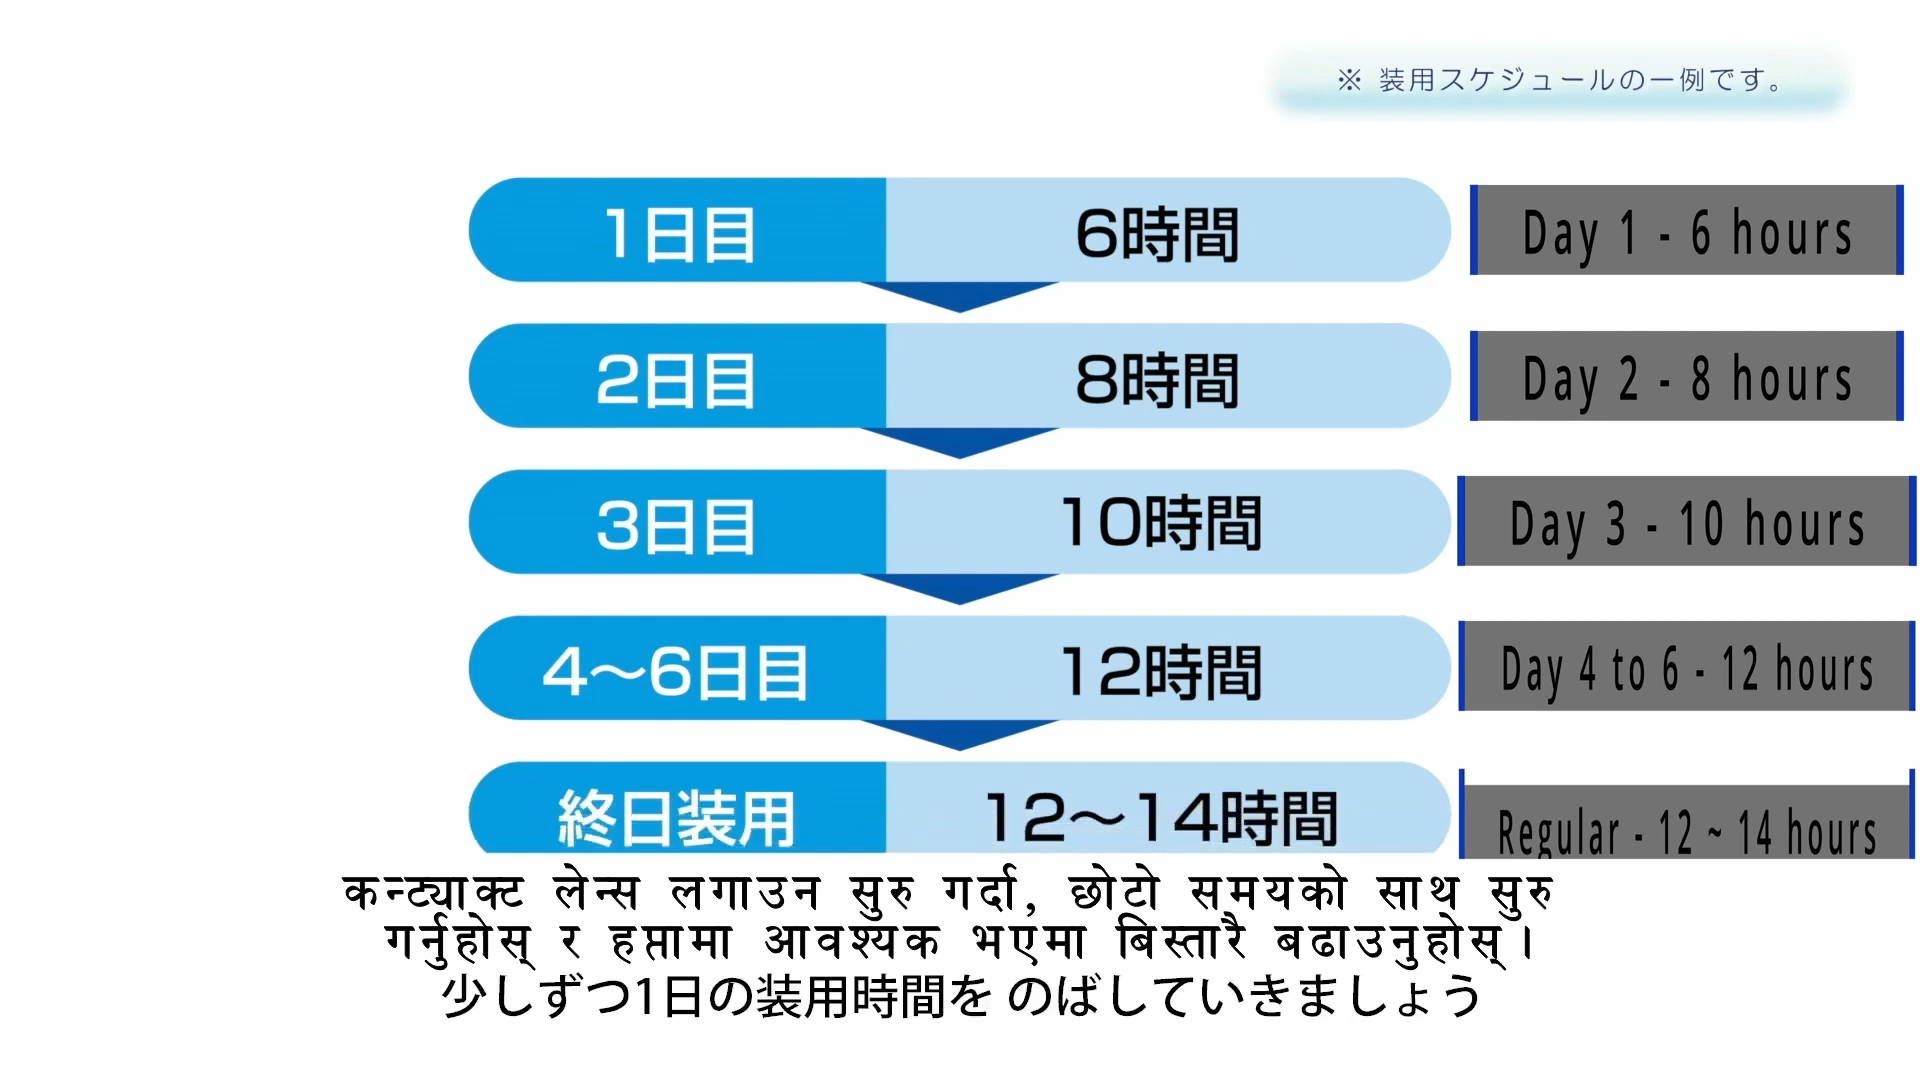 ※ 装用スケジュールの一例です。
1日目 6時間 Day 1 - 6 hours
2日目 8時間 Day 2 - 8 hours
3日目 10時間 Day 3 - 10 hours
4〜6日目 12時間 Day 4 to 6 - 12 hours
終日装用 12〜14時間 Regular - 12 ~ 14 hours
कन्ट्याक्ट लेन्स लगाउन सुरु गर्दा, छोटो समयको साथ सुरु
गर्नुहोस् र हप्तामा आवश्यक भएमा बिस्तारै बढाउनुहोस्।
少しずつ1日の装用時間を のばしていきましょう